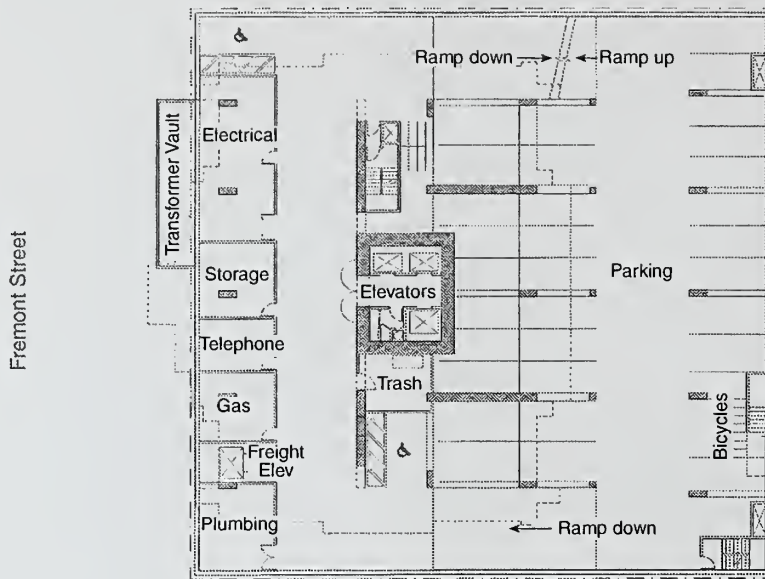 Ramp down
Ramp up
Electrical
Transformer Vault
Fremont Street
Storage
Elevators
Parking
Telephone
Trash
Gas
Bicycles
Freight
Elev
Plumbing
Ramp down